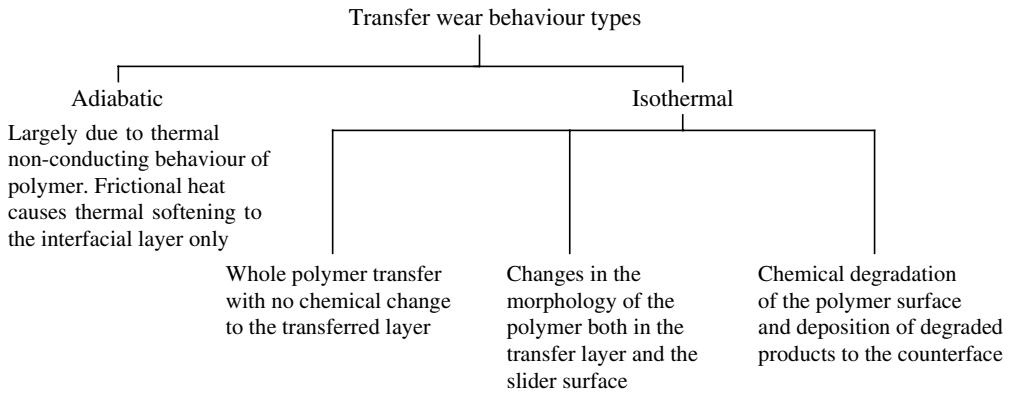 Transfer wear behaviour types
Adiabatic
Largely due to thermal
non-conducting behaviour of
polymer. Frictional heat
causes thermal softening to
the interfacial layer only
Isothermal
Whole polymer transfer
with no chemical change
to the transferred layer
Changes in the
morphology of the
polymer both in the
transfer layer and the
slider surface
Chemical degradation
of the polymer surface
and deposition of degraded
products to the counterface